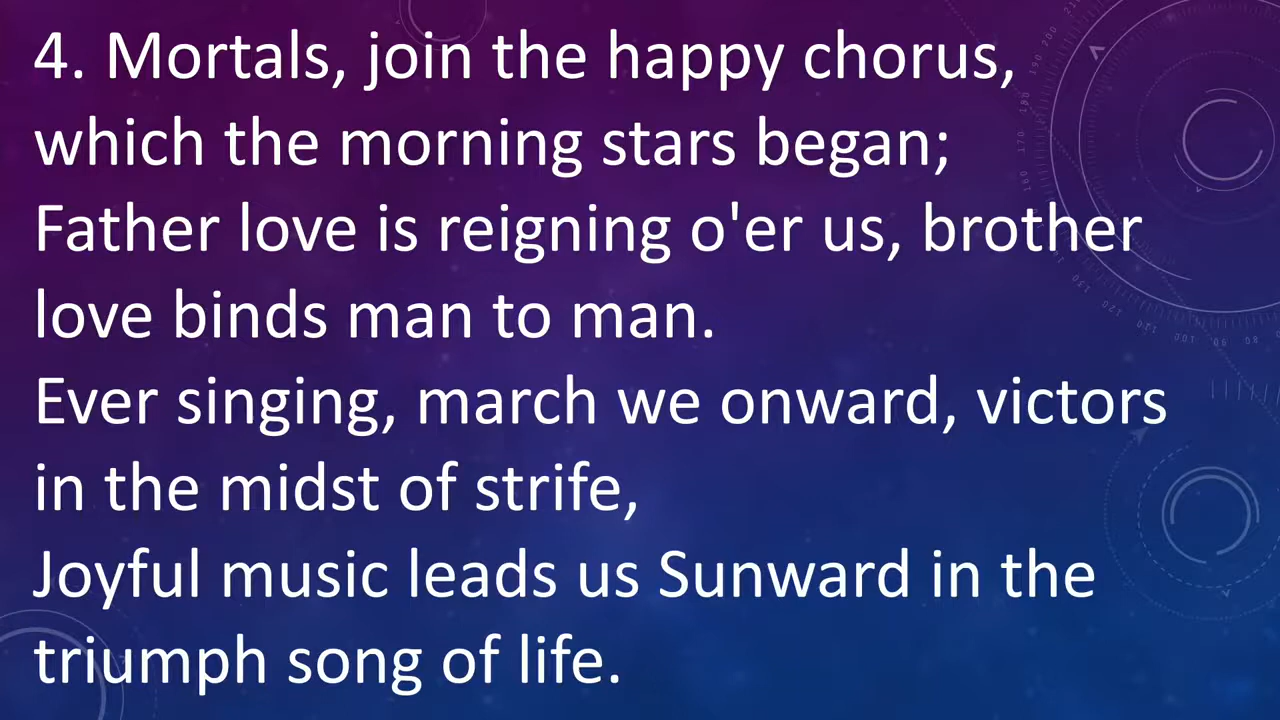 4. Mortals, join the happy chorus,
which the morning stars began;
Father love is reigning o'er us, brother
love binds man to man.
Ever singing, march we onward, victors
in the midst of strife,
Joyful music leads us Sunward in the
triumph song of life.